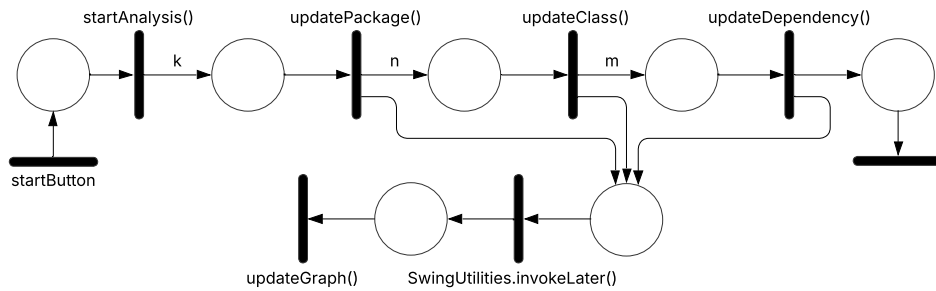 startAnalysis()
updatePackage()
updateClass()
updateDependency()
k
n
m
startButton
updateGraph()
SwingUtilities.invokeLater()